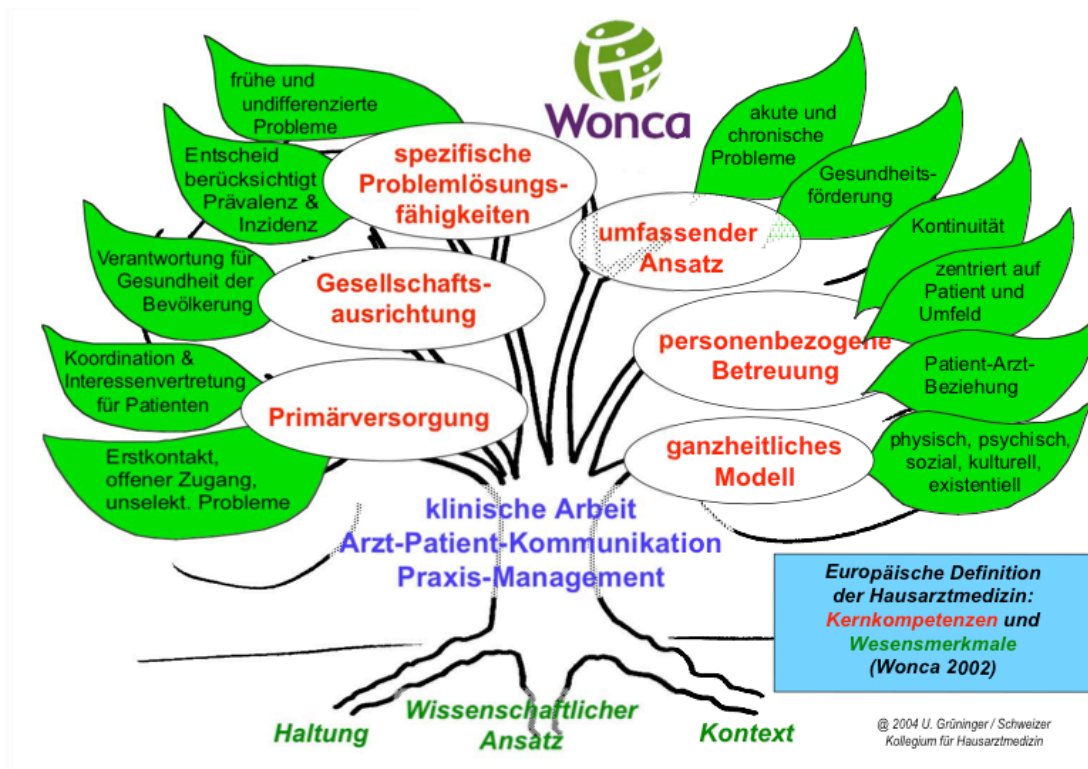 Wonca
frühe und
undifferenzierte
Probleme
Entscheid
berücksichtigt
Prävalenz &
Inzidenz
Verantwortung für
Gesundheit der
Bevölkerung
Koordination &
Interessenvertretung
für Patienten
Erstkontakt,
offener Zugang,
unselekt. Probleme
spezifische
Problemlösungs-
fähigkeiten
Gesellschafts-
ausrichtung
Primärversorgung
umfassender
Ansatz
personenbezogene
Betreuung
ganzheitliches
Modell
akute und
chronische
Probleme
Gesundheits-
förderung
Kontinuität
zentriert auf
Patient und
Umfeld
Patient-Arzt-
Beziehung
physisch, psychisch,
sozial, kulturell,
existentiell
klinische Arbeit
Arzt-Patient-Kommunikation
Praxis-Management
Haltung
Wissenschaftlicher
Ansatz
Kontext
Europäische Definition
der Hausarztmedizin:
Kernkompetenzen und
Wesensmerkmale
(Wonca 2002)
@ 2004 U. Grüninger / Schweizer
Kollegium für Hausarztmedizin